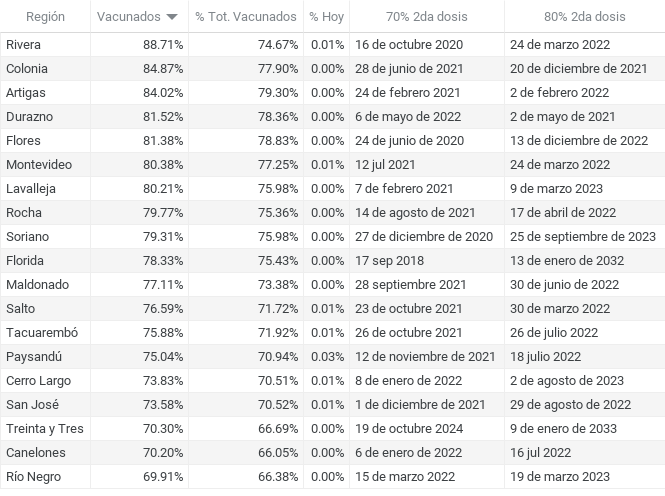 Región Vacunados % Tot. Vacunados % Hoy 70% 2da dosis 80% 2da dosis
Rivera 88.71% 74.67% 0.01% 16 de octubre 2020 24 de marzo 2022
Colonia 84.87% 77.90% 0.00% 28 de junio de 2021 20 de diciembre de 2021
Artigas 84.02% 79.30% 0.00% 24 de febrero 2021 2 de febrero 2022
Durazno 81.52% 78.36% 0.00% 6 de mayo de 2022 2 de mayo de 2021
Flores 81.38% 78.83% 0.00% 24 de junio de 2020 13 de diciembre de 2022
Montevideo 80.38% 77.25% 0.01% 12 jul 2021 24 de marzo 2022
Lavalleja 80.21% 75.98% 0.00% 7 de febrero 2021 9 de marzo 2023
Rocha 79.77% 75.36% 0.00% 14 de agosto de 2021 17 de abril de 2022
Soriano 79.31% 75.98% 0.00% 27 de diciembre de 2020 25 de septiembre de 2023
Florida 78.33% 75.43% 0.00% 17 sep 2018 13 de enero de 2032
Maldonado 77.11% 73.38% 0.00% 28 septiembre 2021 30 de junio de 2022
Salto 76.59% 71.72% 0.01% 23 de octubre 2021 30 de marzo 2022
Tacuarembó 75.88% 71.92% 0.01% 26 de octubre 2021 26 de julio 2022
Paysandú 75.04% 70.94% 0.03% 12 de noviembre de 2021 18 julio 2022
Cerro Largo 73.83% 70.51% 0.01% 8 de enero de 2022 2 de agosto de 2023
San José 73.58% 70.52% 0.01% 1 de diciembre de 2021 29 de agosto de 2022
Treinta y Tres 70.30% 66.69% 0.00% 19 de octubre 2024 9 de enero de 2033
Canelones 70.20% 66.05% 0.00% 6 de enero de 2022 16 jul 2022
Río Negro 69.91% 66.38% 0.00% 15 de marzo 2022 19 de marzo 2023